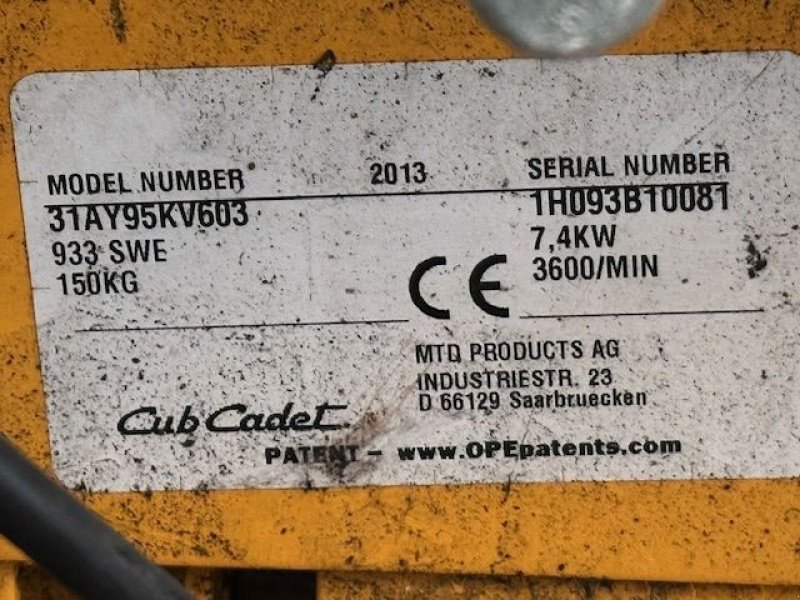 MODEL NUMBER 2013 SERIAL NUMBER
31AY95KV603 1H093B10081
933 SWE 7,4KW
150KG 3600/MIN
CE
MTD PRODUCTS AG
INDUSTRIESTR. 23
D 66129 Saarbruecken
Cub Cadet.
PATENT - www.OPEpatents.com